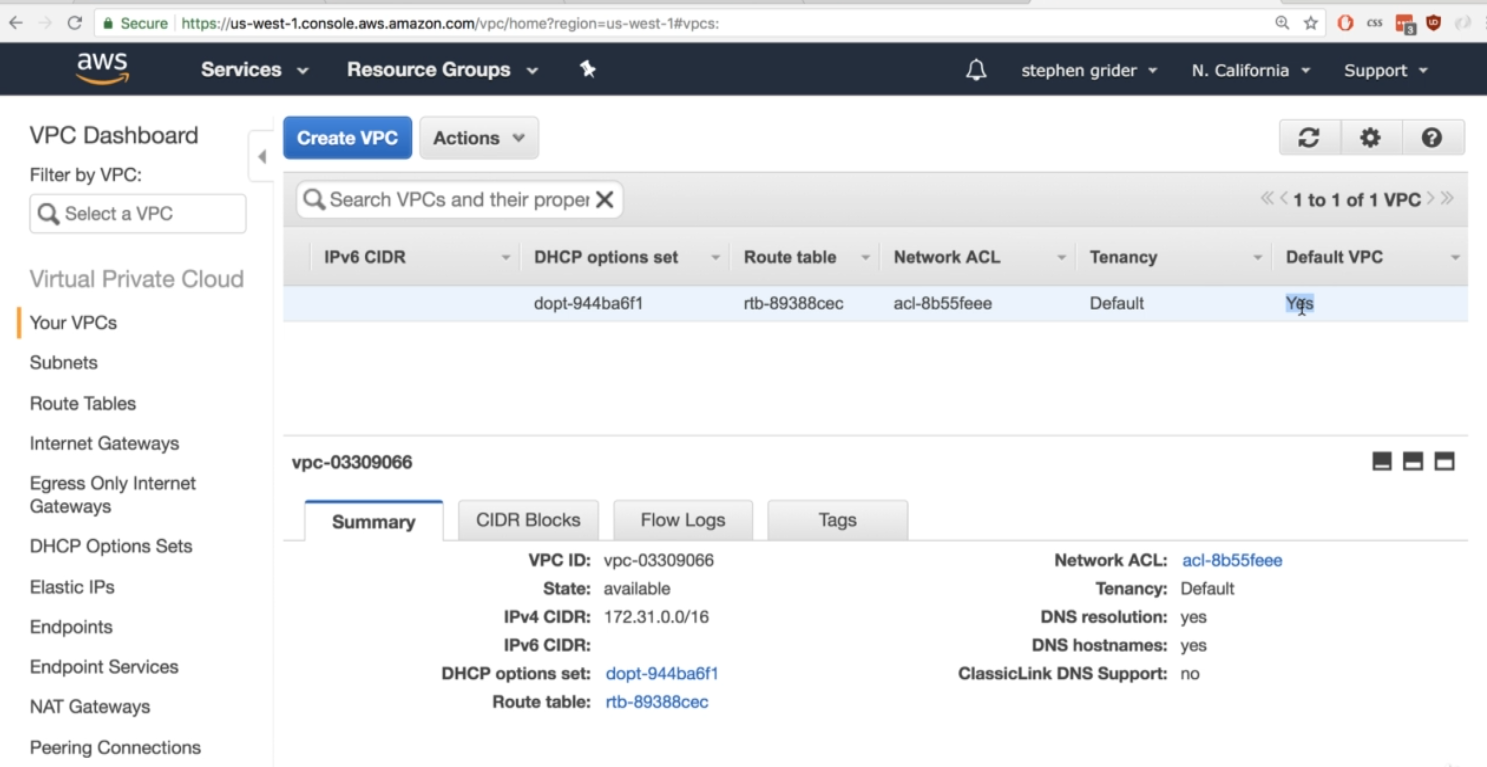 Secure https://us-west-1.console.aws.amazon.com/vpc/home?region=us-west-1#vpcs:
css 3
aws Services Resource Groups stephen grider N. California Support
VPC Dashboard
Filter by VPC:
Select a VPC
Virtual Private Cloud
Your VPCs
Subnets
Route Tables
Internet Gateways
Egress Only Internet
Gateways
DHCP Options Sets
Elastic IPs
Endpoints
Endpoint Services
NAT Gateways
Peering Connections
Create VPC Actions
Search VPCs and their proper 1 to 1 of 1 VPC
IPv6 CIDR DHCP options set Route table Network ACL Tenancy Default VPC
dopt-944ba6f1 rtb-89388cec acl-8b55feee Default Yes
vpc-03309066
Summary CIDR Blocks Flow Logs Tags
VPC ID: vpc-03309066
State: available
IPv4 CIDR: 172.31.0.0/16
IPv6 CIDR:
DHCP options set: dopt-944ba6f1
Route table: rtb-89388cec
Network ACL: acl-8b55feee
Tenancy: Default
DNS resolution: yes
DNS hostnames: yes
ClassicLink DNS Support: no